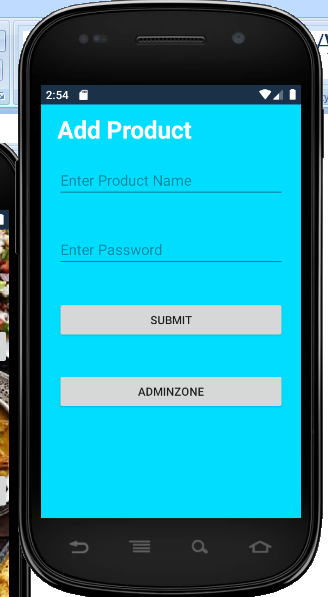 2:54
Add Product
Enter Product Name
Enter Password
SUBMIT
ADMINZONE